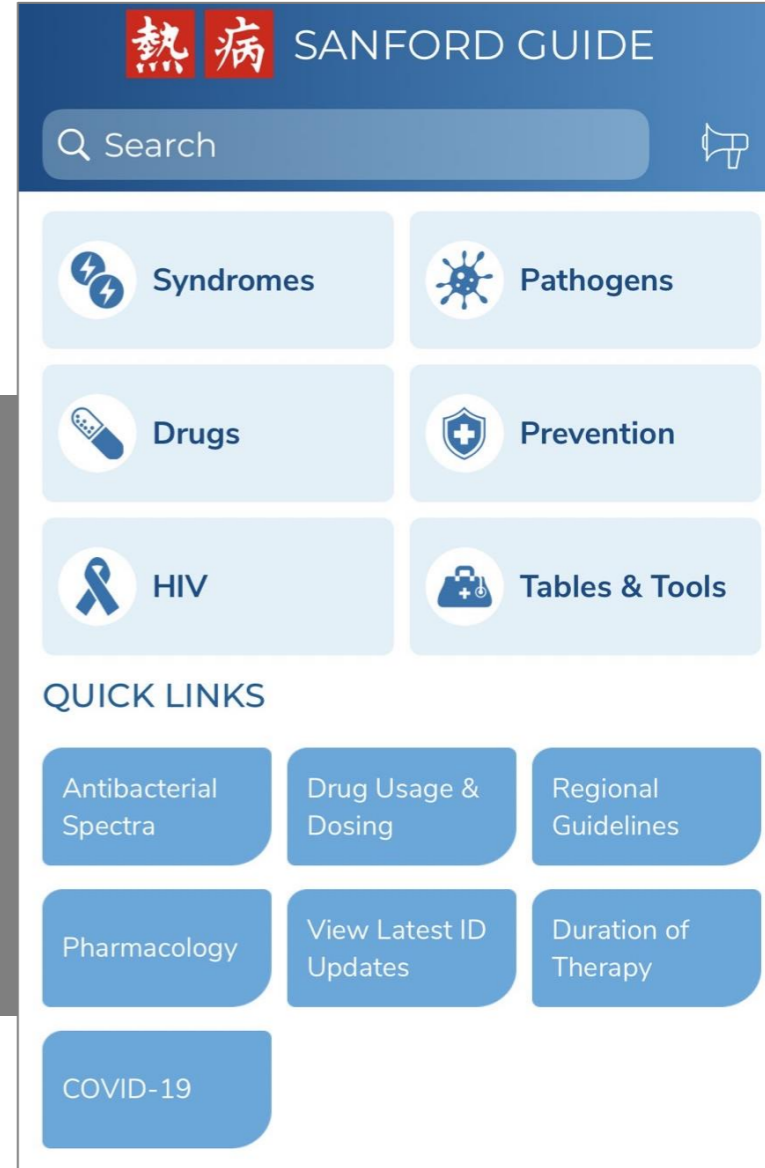 熱病 SANFORD GUIDE
Search
Syndromes
Pathogens
Drugs
Prevention
HIV
Tables & Tools
QUICK LINKS
Antibacterial
Spectra
Drug Usage &
Dosing
Regional
Guidelines
Pharmacology
View Latest ID
Updates
Duration of
Therapy
COVID-19